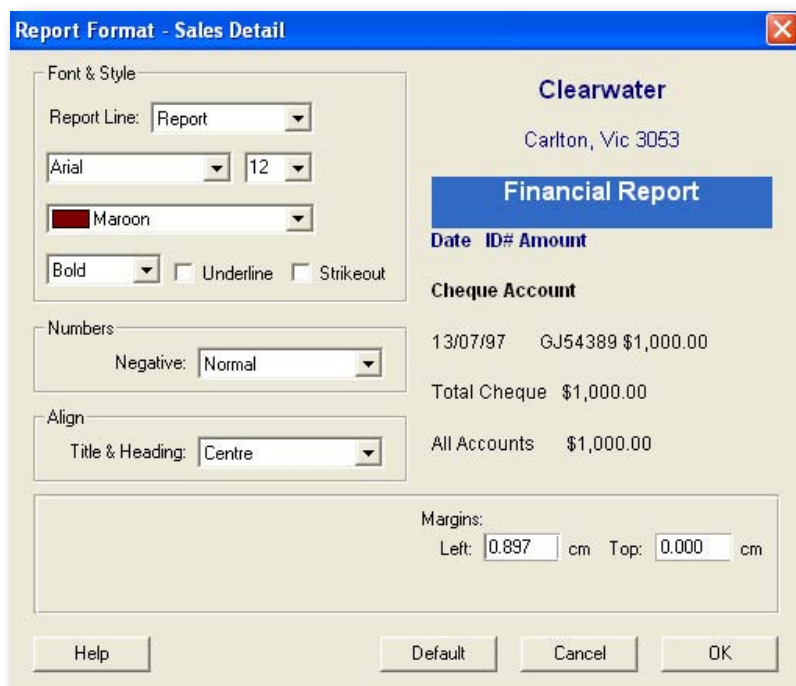 Report Format - Sales Detail
Font & Style
Report Line: Report
Arial 12
Maroon
Bold Underline Strikeout
Numbers
Negative: Normal
Align
Title & Heading: Centre
Clearwater
Carlton, Vic 3053
Financial Report
Date ID# Amount
Cheque Account
13/07/97 GJ54389 $1,000.00
Total Cheque $1,000.00
All Accounts $1,000.00
Margins:
Left: 0.897 cm Top: 0.000 cm
Help Default Cancel OK